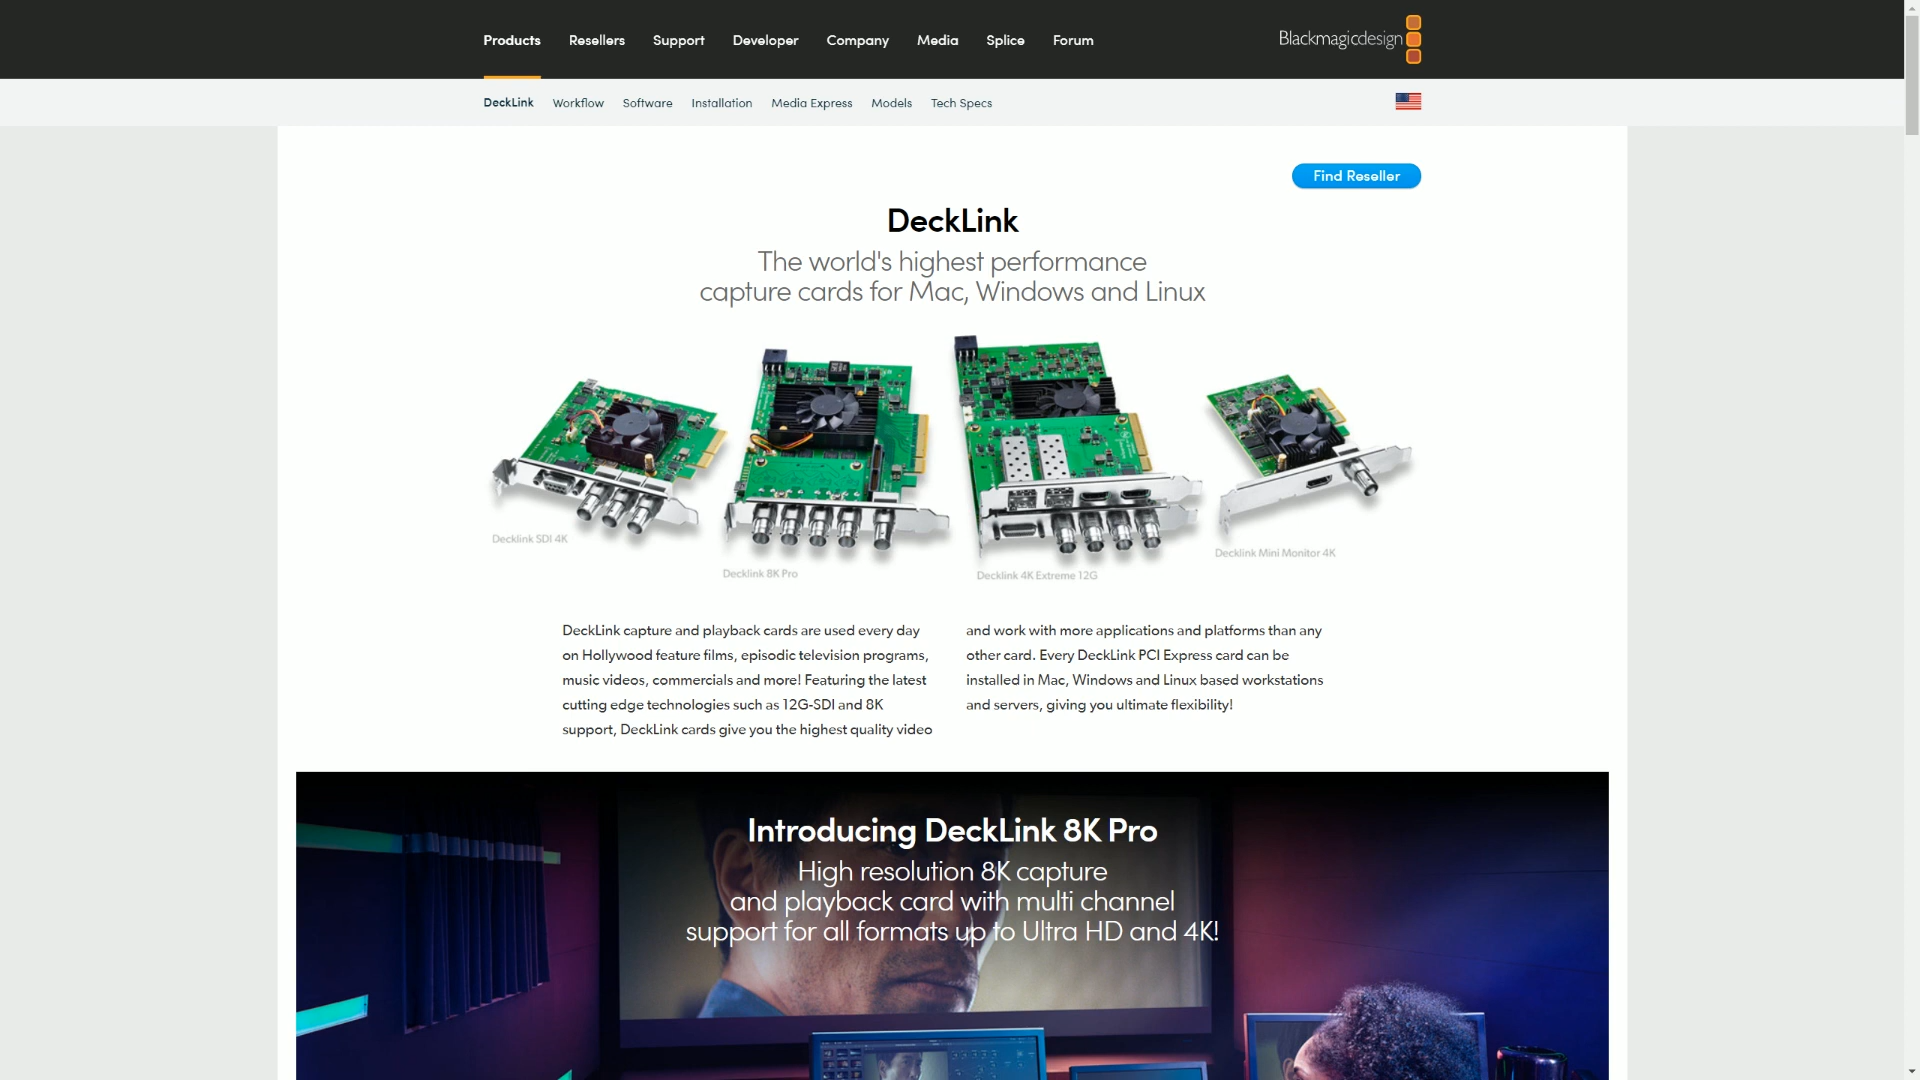 Products Resellers Support Developer Company Media Splice Forum
Blackmagicdesign
DeckLink Workflow Software Installation Media Express Models Tech Specs
Find Reseller
DeckLink
The world's highest performance
capture cards for Mac, Windows and Linux
Decklink SDI 4K
Decklink 8K Pro
Decklink 4K Extreme 12G
Decklink Mini Monitor 4K
DeckLink capture and playback cards are used every day
on Hollywood feature films, episodic television programs,
music videos, commercials and more! Featuring the latest
cutting edge technologies such as 12G-SDI and 8K
support, DeckLink cards give you the highest quality video
and work with more applications and platforms than any
other card. Every DeckLink PCI Express card can be
installed in Mac, Windows and Linux based workstations
and servers, giving you ultimate flexibility!
Introducing DeckLink 8K Pro
High resolution 8K capture
and playback card with multi channel
support for all formats up to Ultra HD and 4K!